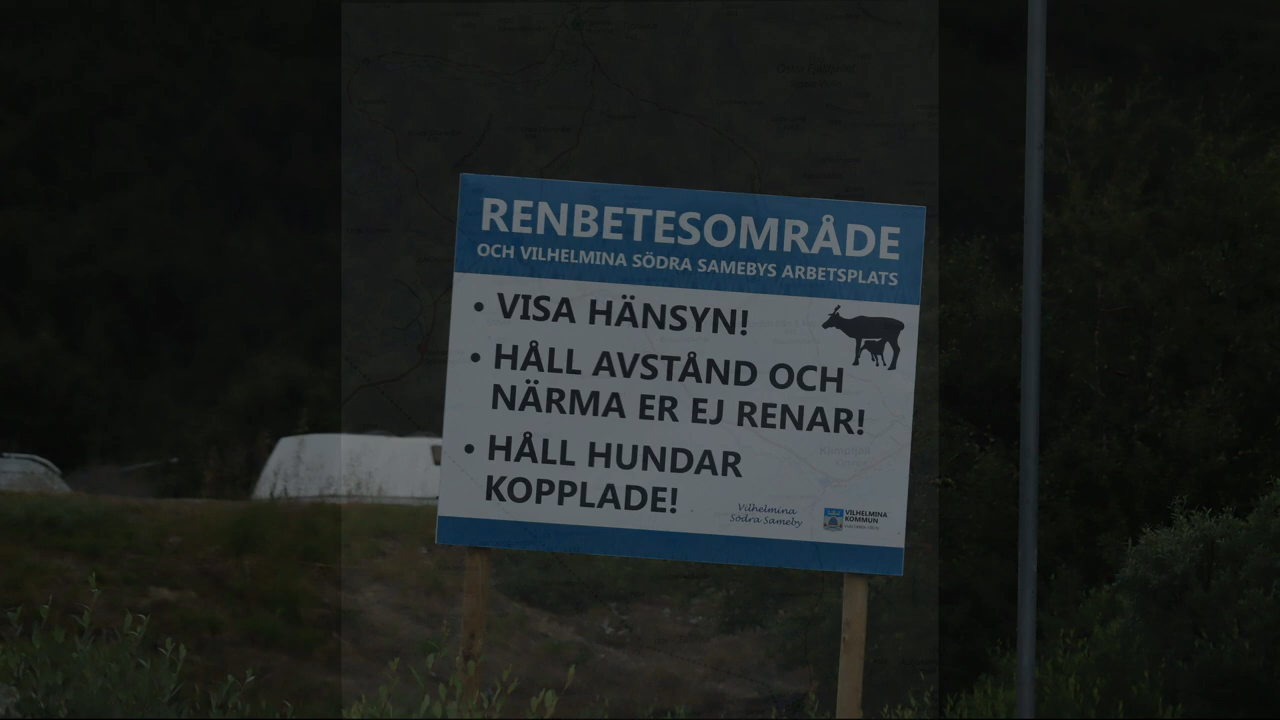 RENBETESOMRÅDE
OCH VILHELMINA SÖDRA SAMEBYS ARBETSPLATS
• VISA HÄNSYN!
• HÅLL AVSTÅND OCH
NÄRMA ER EJ RENAR!
• HÅLL HUNDAR
KOPPLADE!
Vilhelmina
Södra Sameby
VILHELMINA
KOMMUN